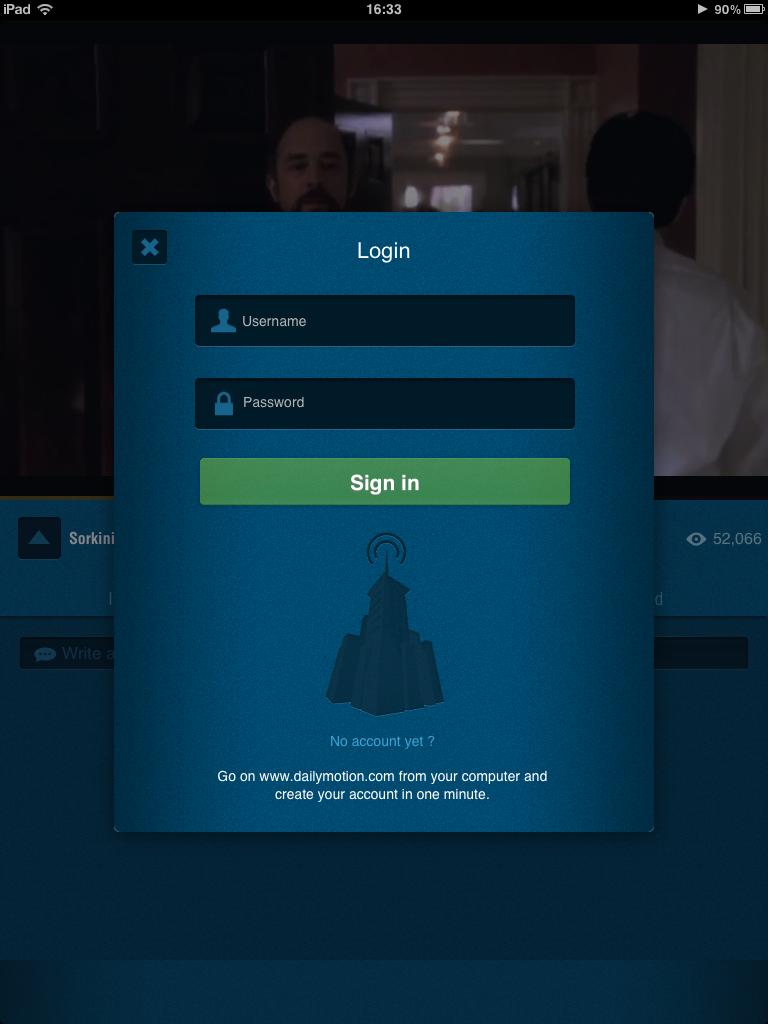 iPad 16:33 90%
Login
Username
Password
Sign in
Sorkini 52,066
I d
Write a
No account yet ?
Go on www.dailymotion.com from your computer and
create your account in one minute.